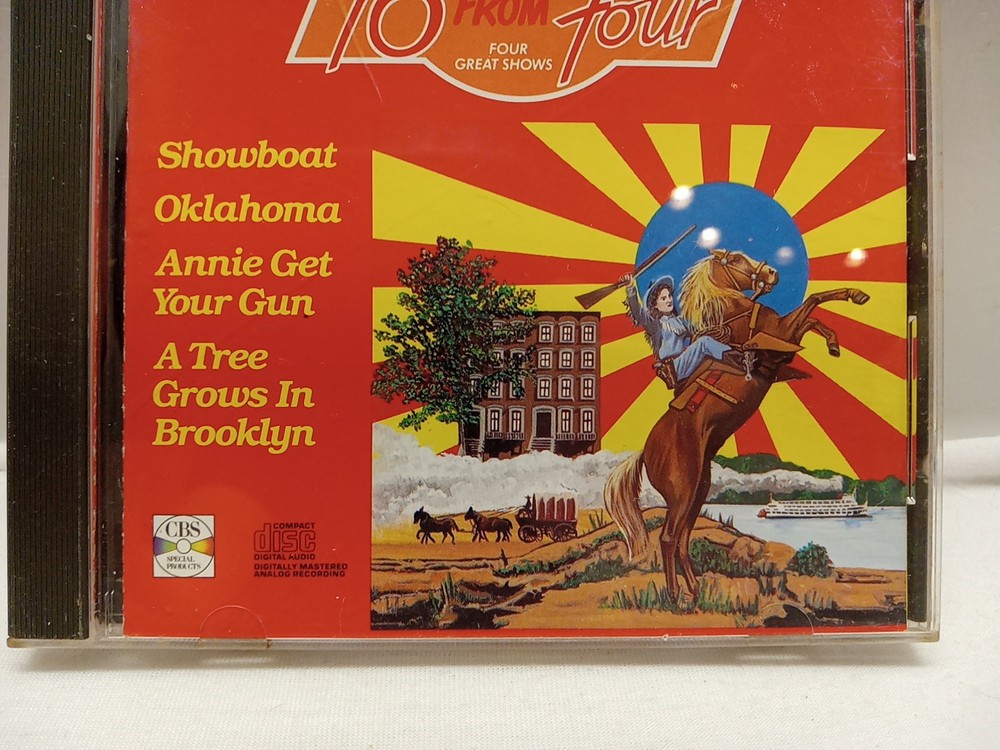 FROM four
FOUR
GREAT SHOWS
Showboat
Oklahoma
Annie Get
Your Gun
A Tree
Grows In
Brooklyn
CBS
SPECIAL
PRODUCTS
COMPACT
disc
DIGITAL AUDIO
DIGITALLY MASTERED
ANALOG RECORDING